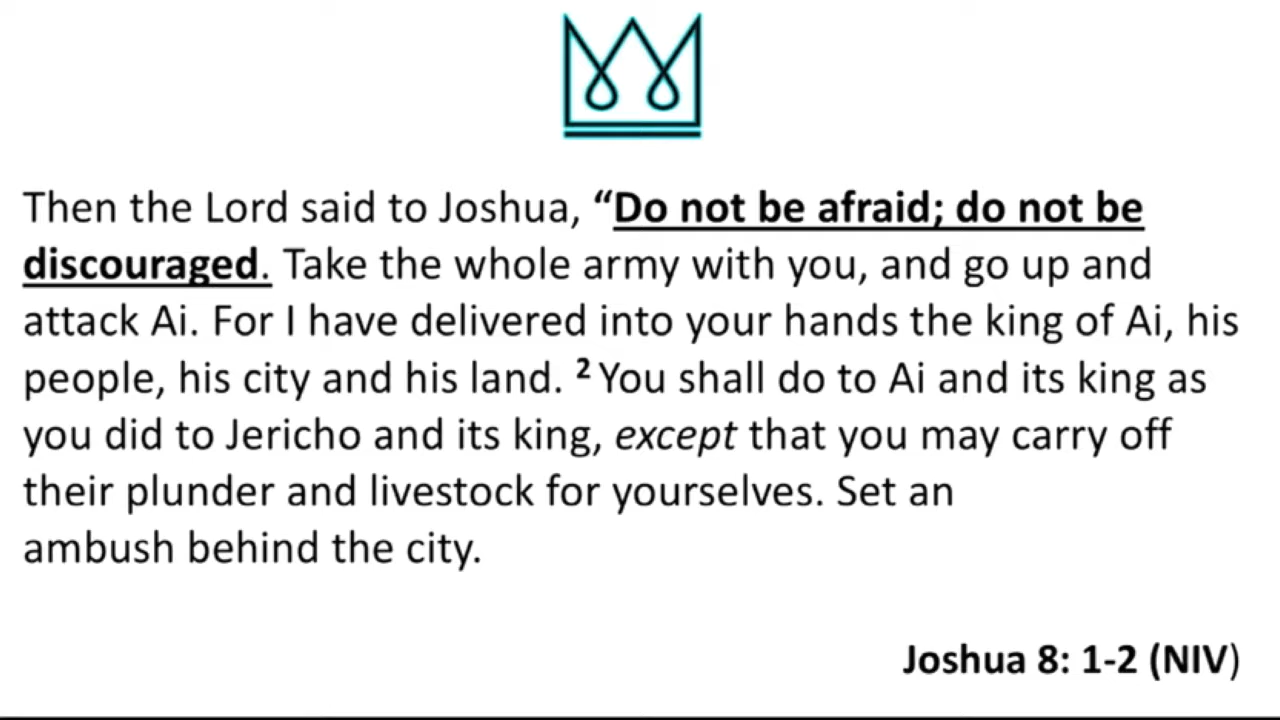 Then the Lord said to Joshua, “Do not be afraid; do not be
discouraged. Take the whole army with you, and go up and
attack Ai. For I have delivered into your hands the king of Ai, his
people, his city and his land. ² You shall do to Ai and its king as
you did to Jericho and its king, except that you may carry off
their plunder and livestock for yourselves. Set an
ambush behind the city.
Joshua 8: 1-2 (NIV)